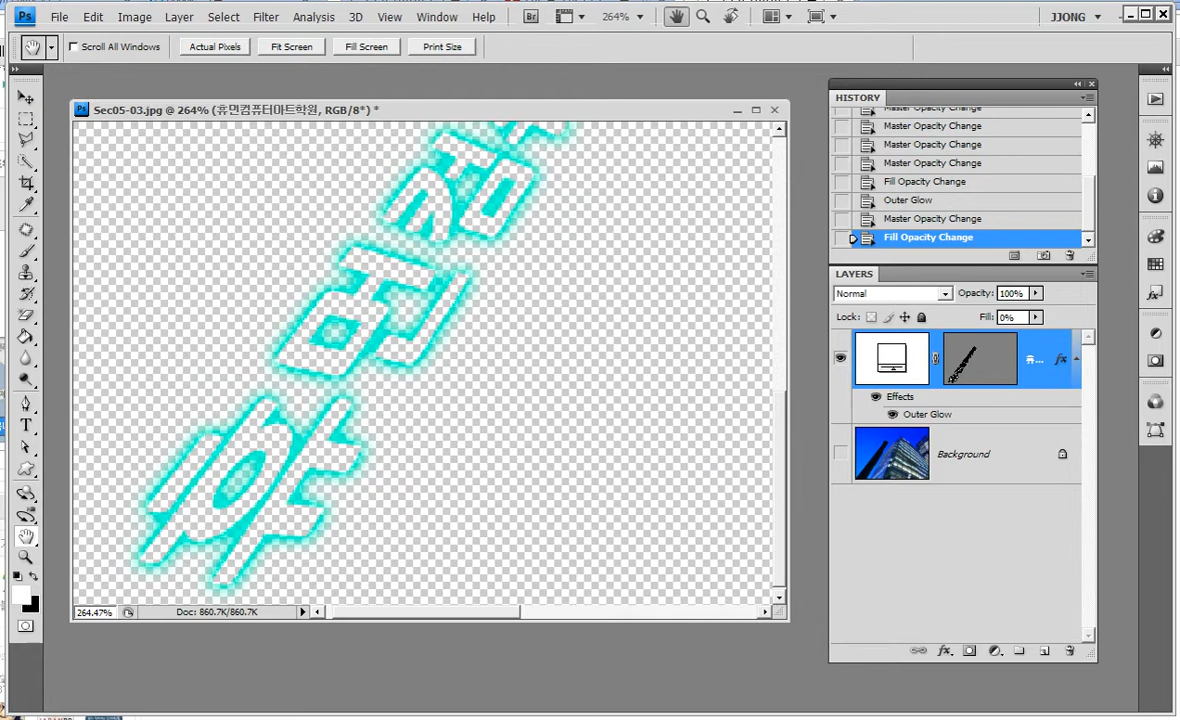 Ps File Edit Image Layer Select Filter Analysis 3D View Window Help Br 264% JJONG
Scroll All Windows Actual Pixels Fit Screen Fill Screen Print Size
Ps Sec05-03.jpg @ 264% (휴먼컴퓨터아트학원, RGB/8*) *
HISTORY
Master Opacity Change
Master Opacity Change
Master Opacity Change
Master Opacity Change
Fill Opacity Change
Outer Glow
Master Opacity Change
Fill Opacity Change
LAYERS
Normal Opacity: 100%
Lock: Fill: 0%
휴... fx
Effects
Outer Glow
Background
264.47% Doc: 860.7K/860.7K